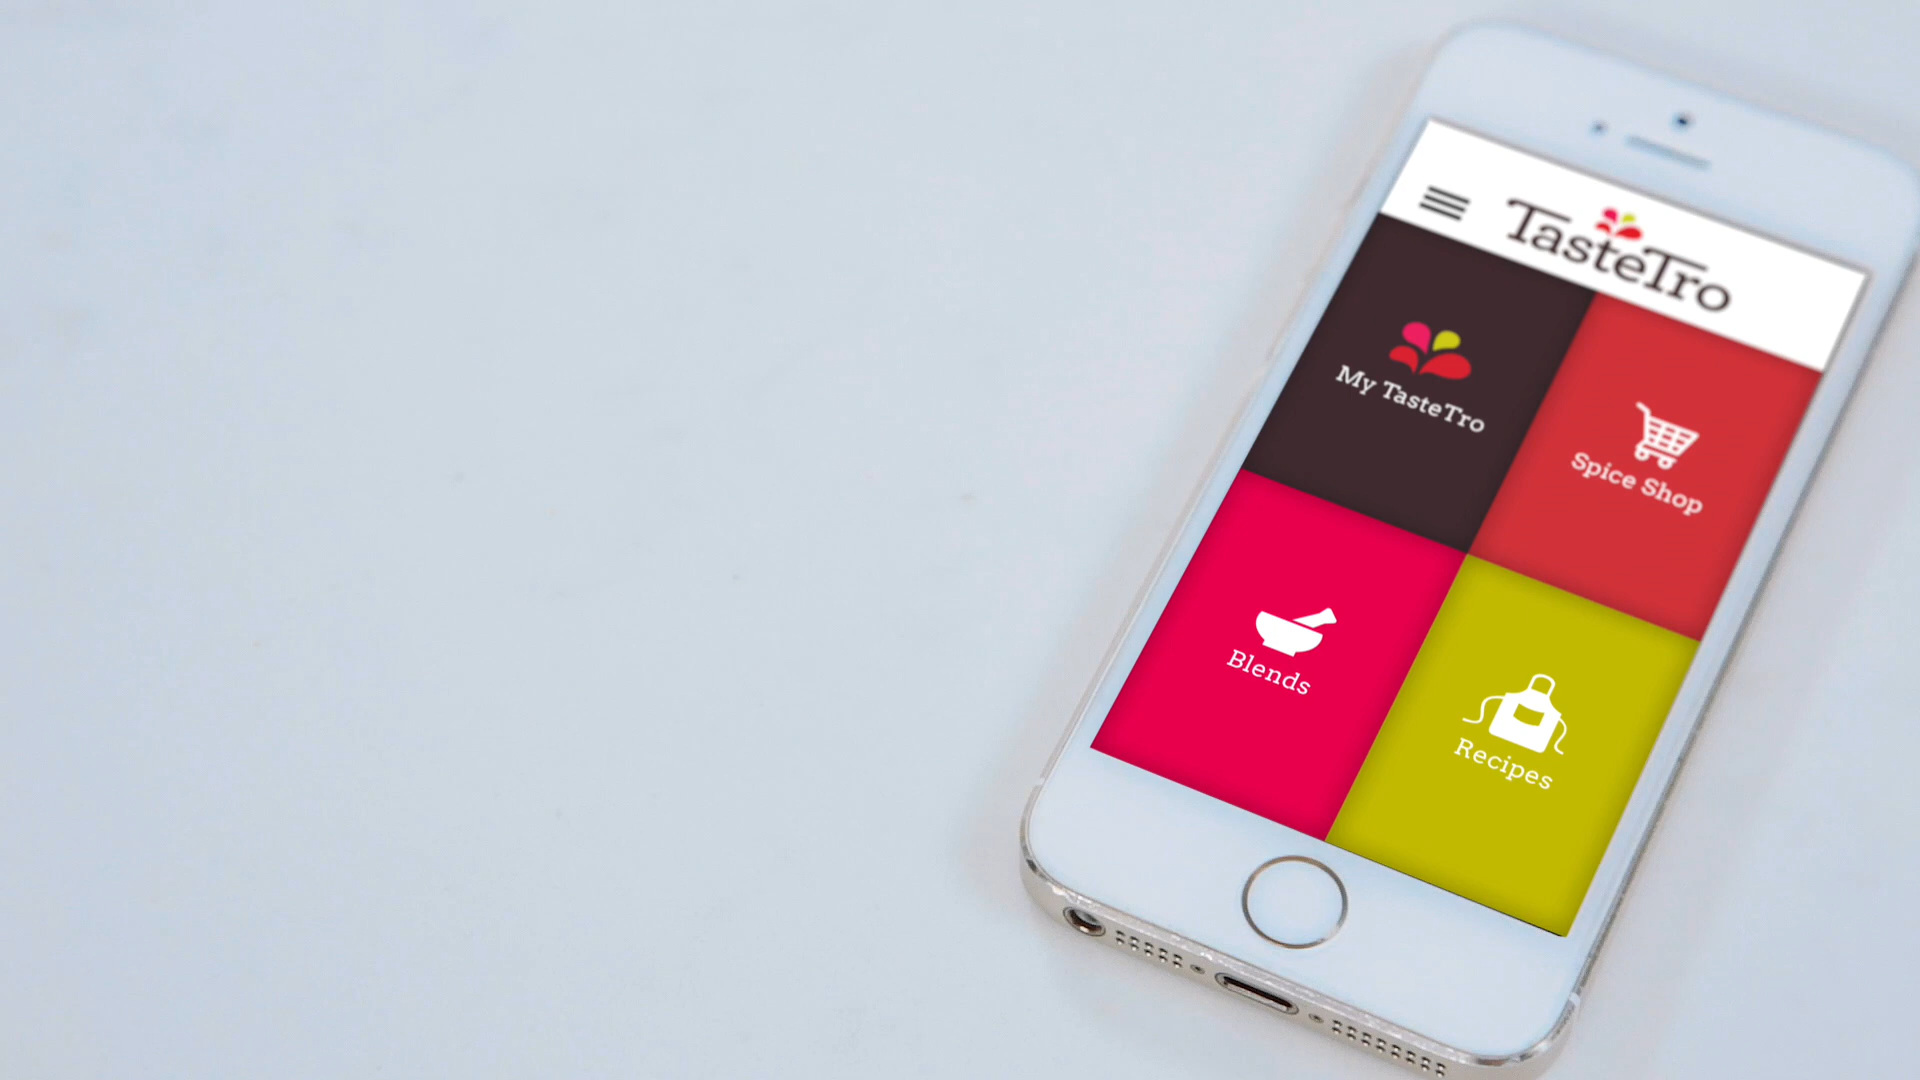 TasteTro
My TasteTro
Spice Shop
Blends
Recipes